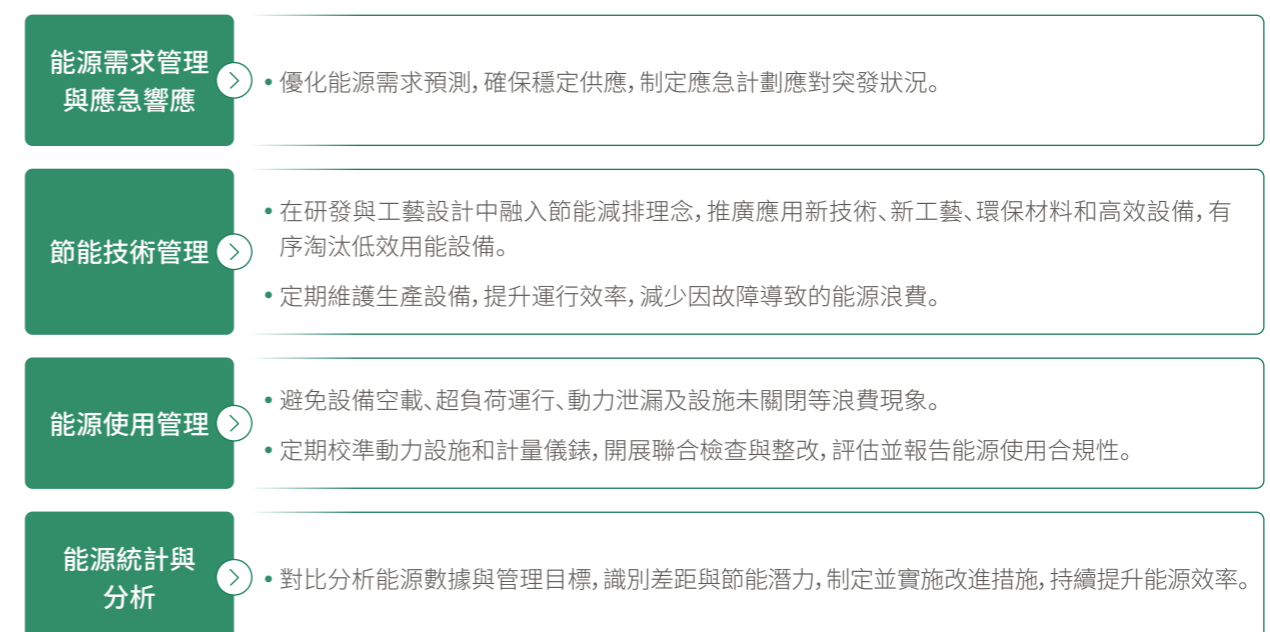 能源需求管理
與應急響應
• 優化能源需求預測，確保穩定供應，制定應急計劃應對突發狀況。
節能技術管理
• 在研發與工藝設計中融入節能減排理念，推廣應用新技術、新工藝、環保材料和高效設備，有
序淘汰低效用能設備。
• 定期維護生產設備，提升運行效率，減少因故障導致的能源浪費。
能源使用管理
• 避免設備空載、超負荷運行、動力泄漏及設施未關閉等浪費現象。
• 定期校準動力設施和計量儀錶，開展聯合檢查與整改，評估並報告能源使用合規性。
能源統計與
分析
• 對比分析能源數據與管理目標，識別差距與節能潛力，制定並實施改進措施，持續提升能源效率。